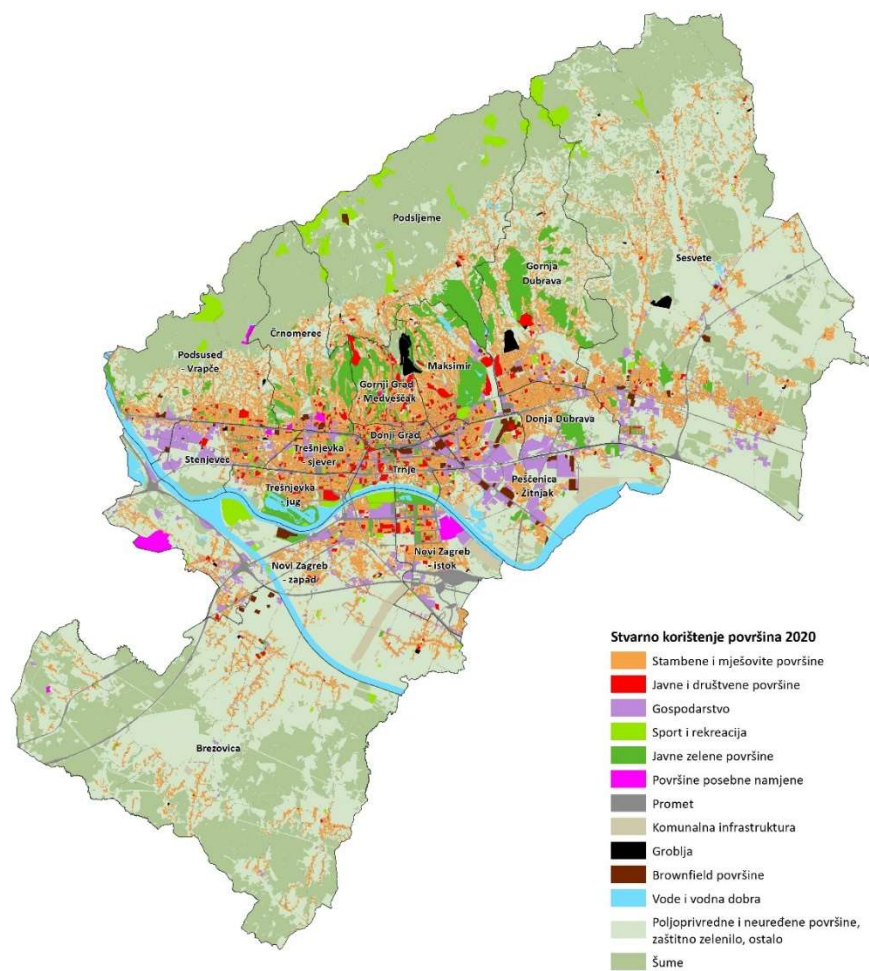 Podsljeme
Gornja
Dubrava
Sesvete
Črnomerec
Podsused -
Vrapče
Maksimir
Gornji Grad
- Medveščak
Donji Grad
Donja Dubrava
Trešnjevka
- sjever
Stenjevec
Trnje
Peščenica
- Žitnjak
Trešnjevka
- jug
Novi Zagreb
- zapad
Novi Zagreb
- istok
Brezovica
Stvarno korištenje površina 2020
Stambene i mješovite površine
Javne i društvene površine
Gospodarstvo
Sport i rekreacija
Javne zelene površine
Površine posebne namjene
Promet
Komunalna infrastruktura
Groblja
Brownfield površine
Vode i vodna dobra
Poljoprivredne i neuređene površine,
zaštitno zelenilo, ostalo
Šume